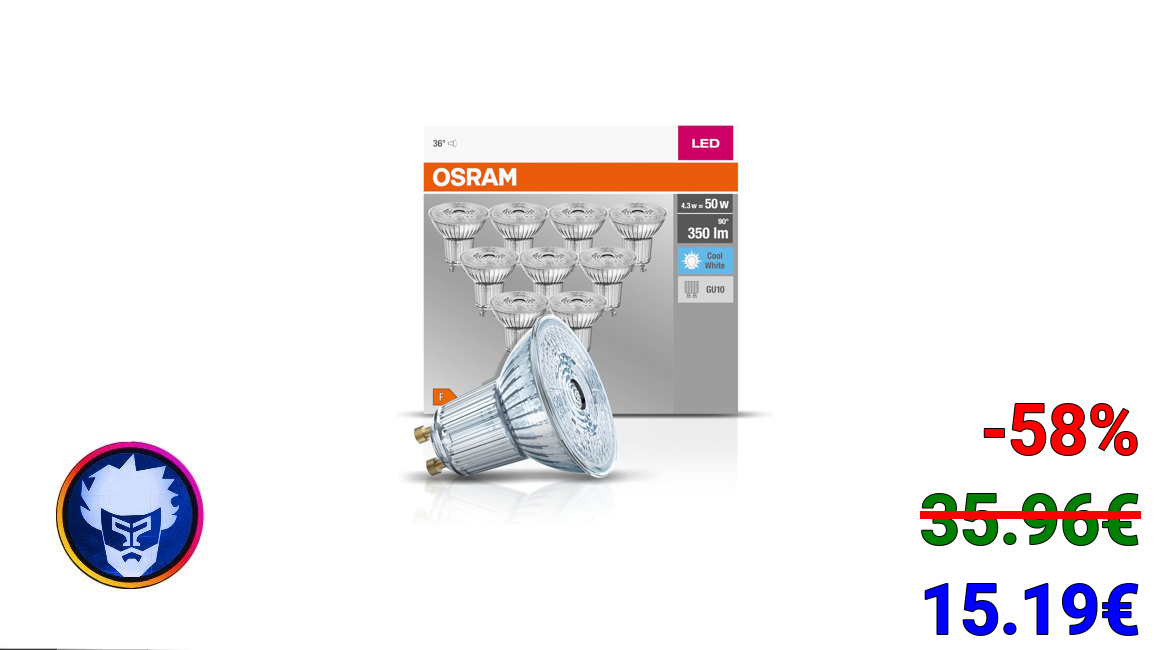 36°
LED
OSRAM
4.3 w = 50 w
90°
350 lm
Cool
White
GU10
F
-58%
35.96€
15.19€